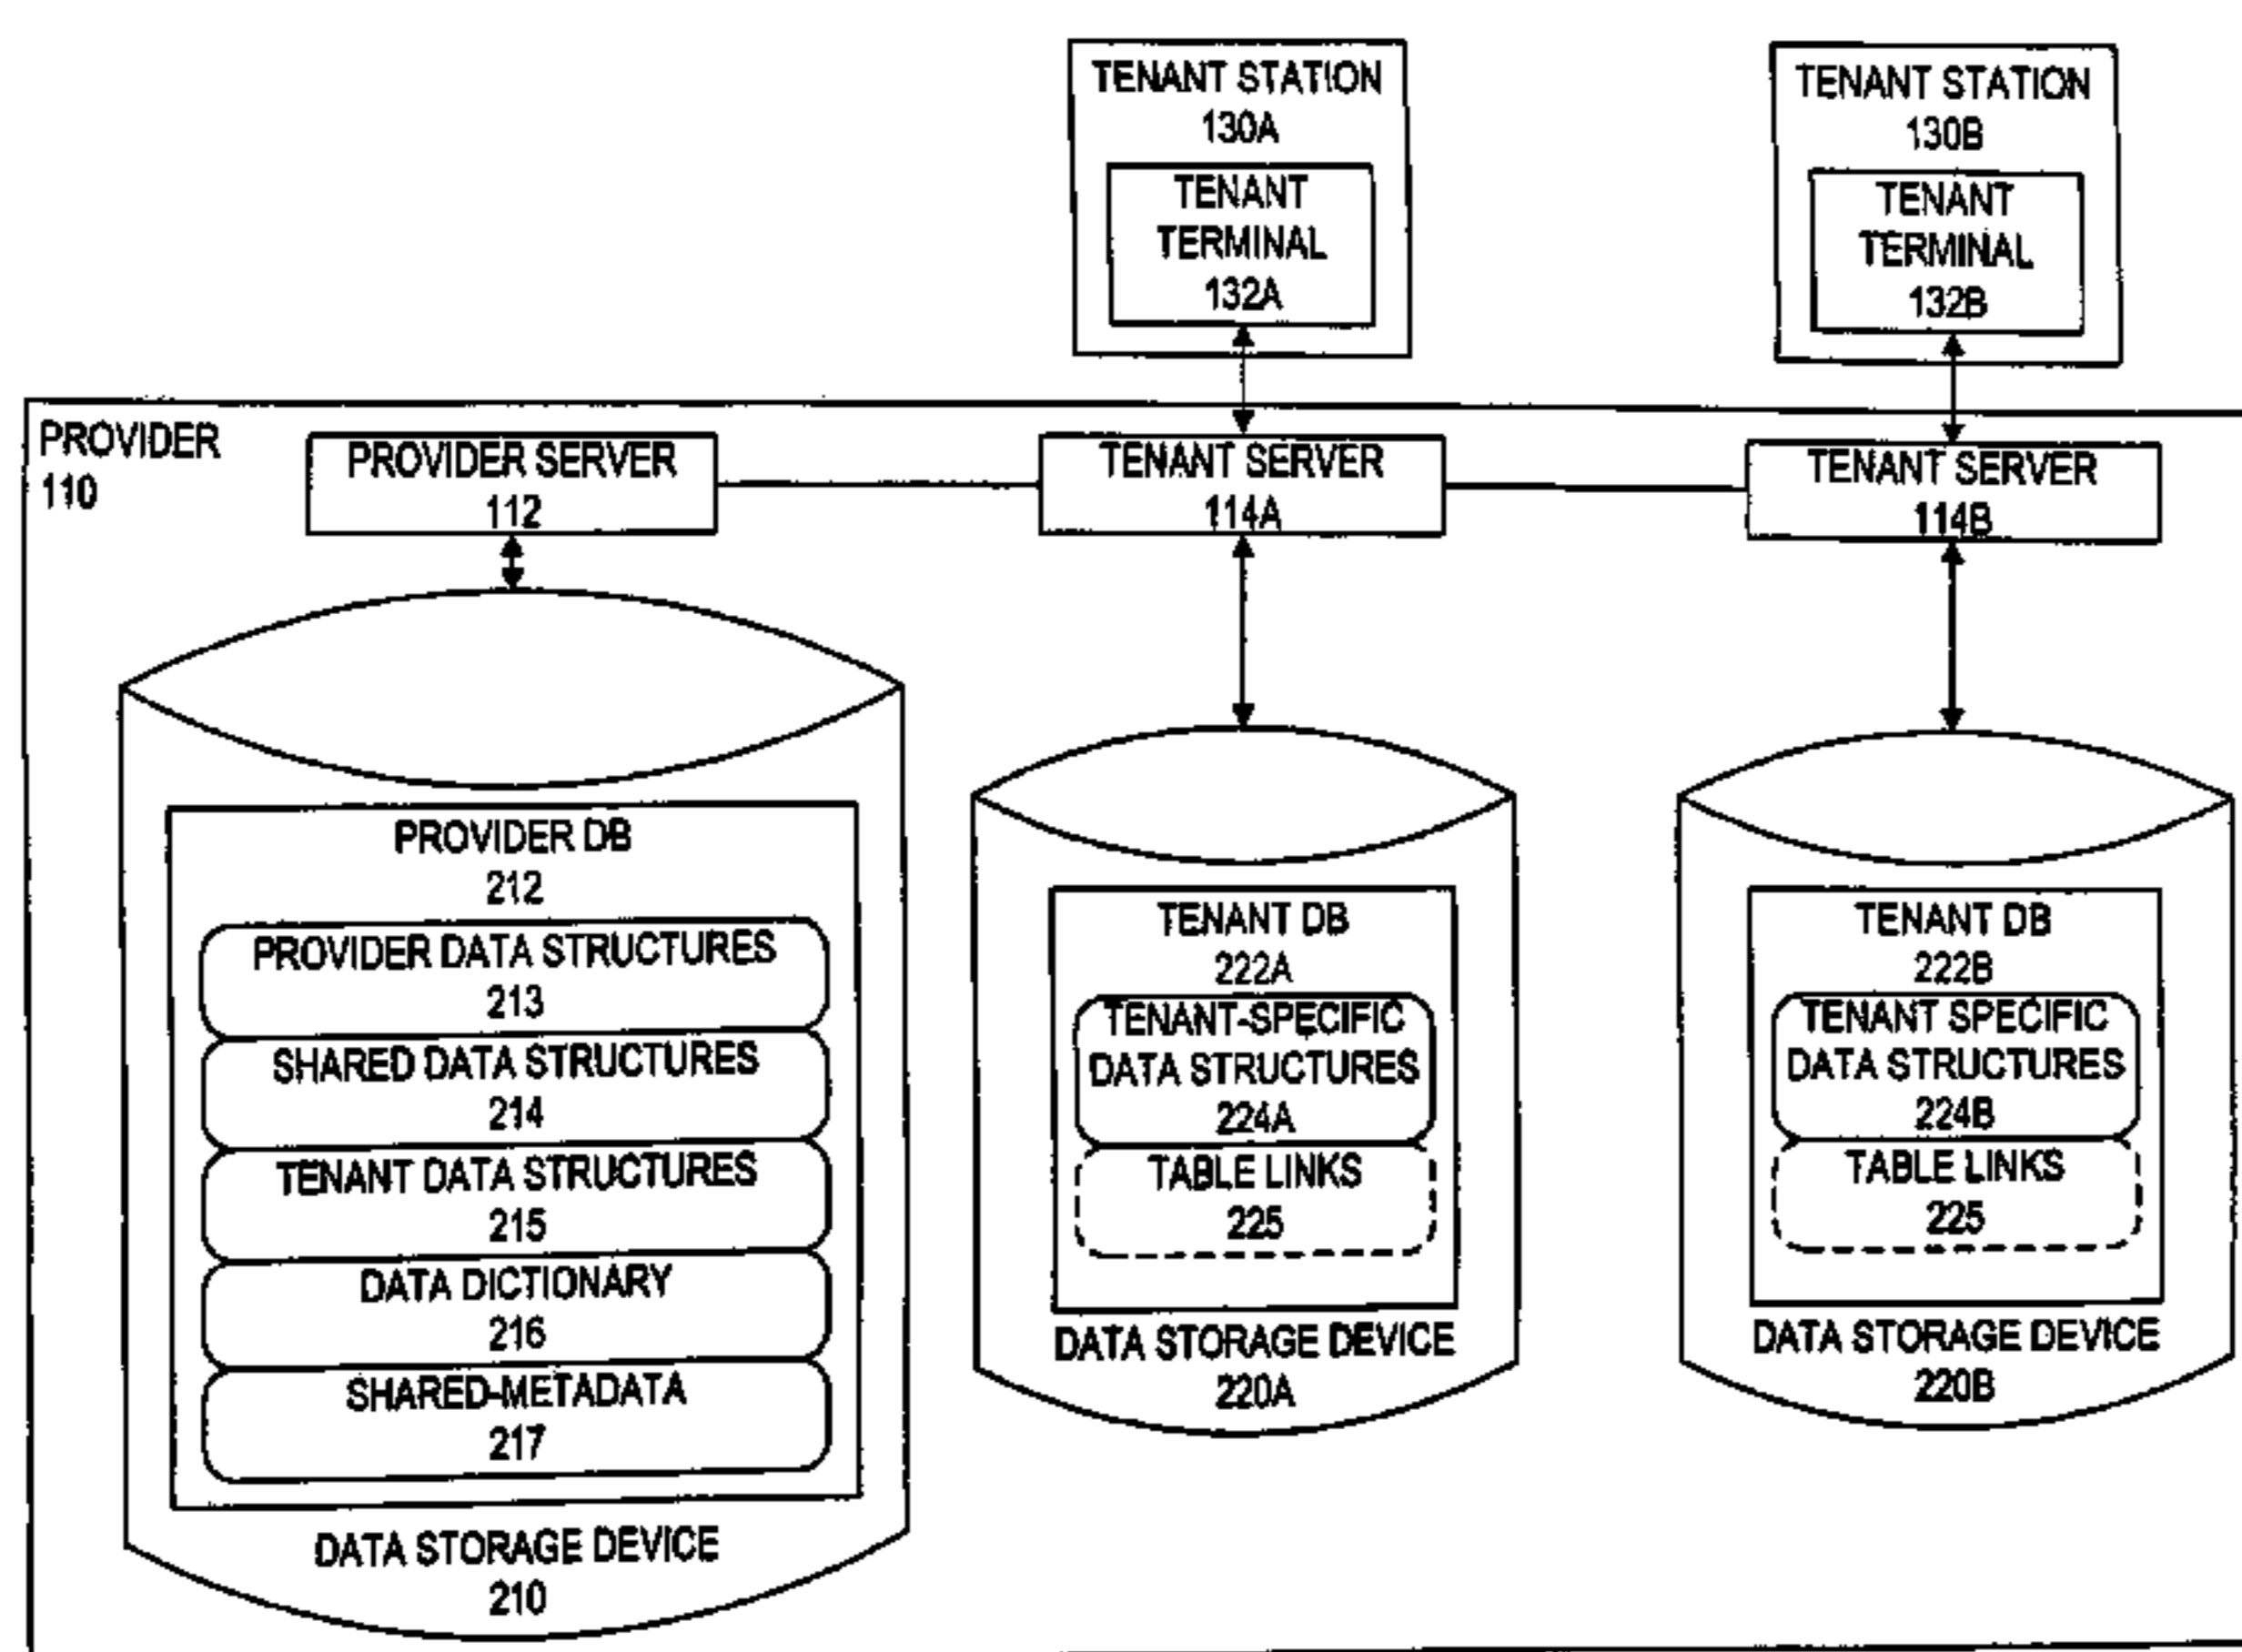 TENANT STATION
130A
TENANT
TERMINAL
132A
TENANT STATION
130B
TENANT
TERMINAL
132B
PROVIDER
110
PROVIDER SERVER
112
TENANT SERVER
114A
TENANT SERVER
114B
PROVIDER DB
212
PROVIDER DATA STRUCTURES
213
SHARED DATA STRUCTURES
214
TENANT DATA STRUCTURES
215
DATA DICTIONARY
216
SHARED-METADATA
217
DATA STORAGE DEVICE
210
TENANT DB
222A
TENANT-SPECIFIC
DATA STRUCTURES
224A
TABLE LINKS
225
DATA STORAGE DEVICE
220A
TENANT DB
222B
TENANT SPECIFIC
DATA STRUCTURES
224B
TABLE LINKS
225
DATA STORAGE DEVICE
220B